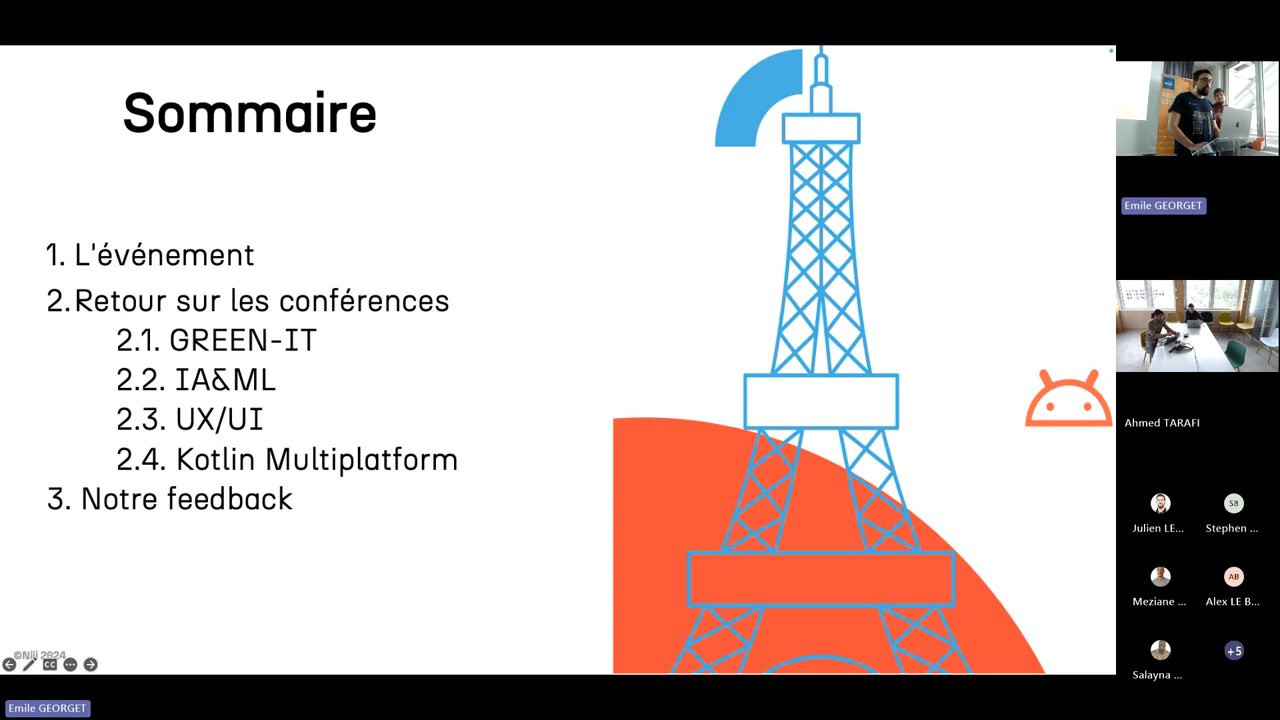 Sommaire
1. L'événement
2. Retour sur les conférences
2.1. GREEN-IT
2.2. IA&ML
2.3. UX/UI
2.4. Kotlin Multiplatform
3. Notre feedback
©Niji 2024
CC
Emile GEORGET
Emile GEORGET
Ahmed TARAFI
Julien LE...
SB
Stephen ...
Meziane ...
AB
Alex LE B...
Salayna ...
+5